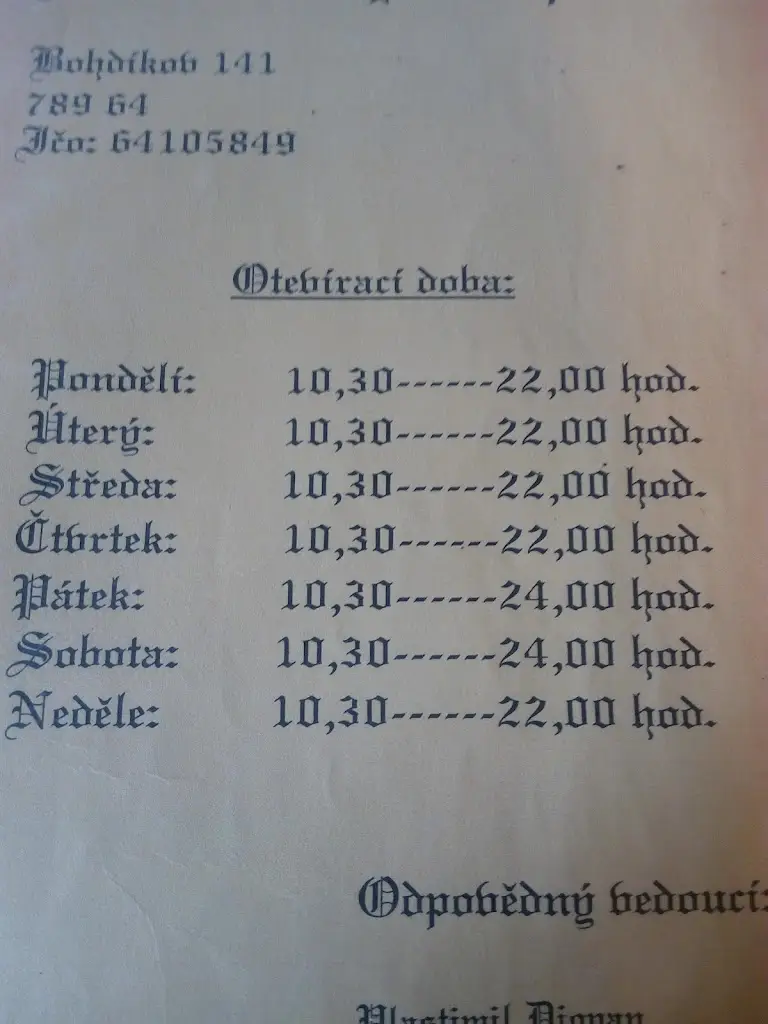 Bohdíkov 141
789 64
Ičo: 64105849
Otevírací doba:
Pondělí: 10,30------22,00 hod.
Úterý: 10,30------22,00 hod.
Středa: 10,30------22,00 hod.
Čtvrtek: 10,30------22,00 hod.
Pátek: 10,30------24,00 hod.
Sobota: 10,30------24,00 hod.
Neděle: 10,30------22,00 hod.
Odpovědný vedoucí:
Vlastimil